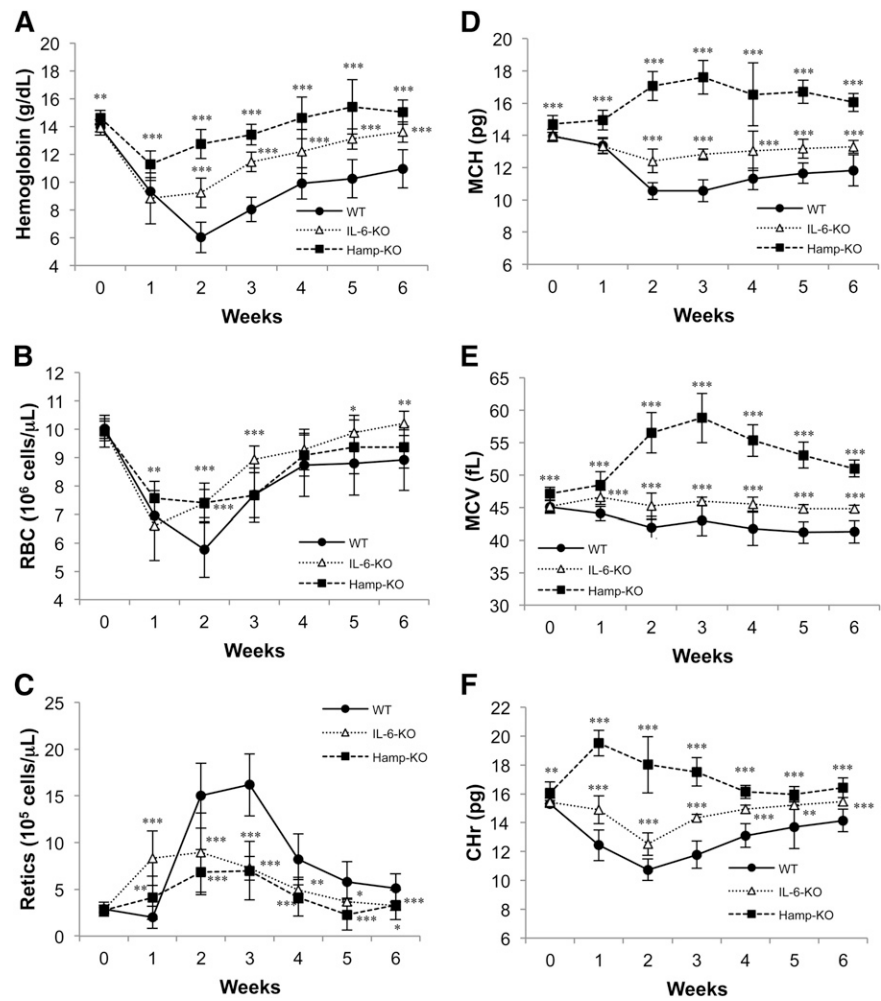 A
Hemoglobin (g/dL)
20
18
16
14
12
10
8
6
4
** *** *** *** *** *** ***
*** *** *** *** ***
WT
IL-6-KO
Hamp-KO
0 1 2 3 4 5 6
Weeks
B
RBC (10⁶ cells/µL)
12
11
10
9
8
7
6
5
4
** *** *** * **
***
WT
IL-6-KO
Hamp-KO
0 1 2 3 4 5 6
Weeks
C
Retics (10⁵ cells/µL)
25
20
15
10
5
0
WT
IL-6-KO
Hamp-KO
*** *** *** *** ** * ***
** *** *** *** *
0 1 2 3 4 5 6
Weeks
D
MCH (pg)
20
18
16
14
12
10
8
6
*** *** *** *** *** *** ***
*** *** *** *** ***
WT
IL-6-KO
Hamp-KO
0 1 2 3 4 5 6
Weeks
E
MCV (fL)
65
60
55
50
45
40
35
30
*** *** *** *** *** *** ***
*** *** *** *** *** ***
WT
IL-6-KO
Hamp-KO
0 1 2 3 4 5 6
Weeks
F
CHr (pg)
22
20
18
16
14
12
10
8
6
** *** *** *** *** *** ***
*** *** *** *** ** ***
WT
IL-6-KO
Hamp-KO
0 1 2 3 4 5 6
Weeks